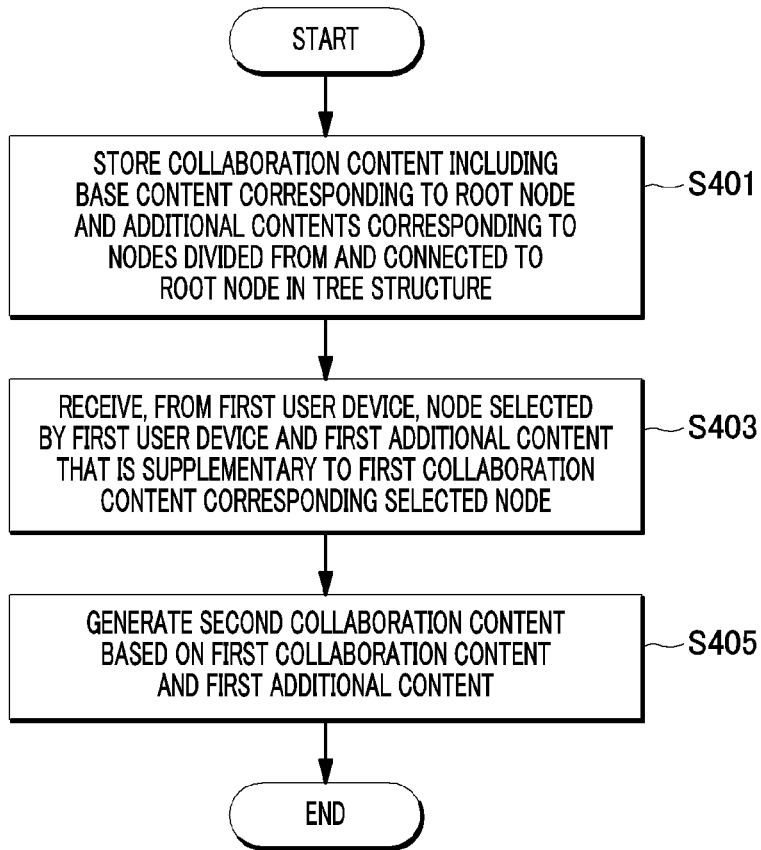 START
STORE COLLABORATION CONTENT INCLUDING
BASE CONTENT CORRESPONDING TO ROOT NODE
AND ADDITIONAL CONTENTS CORRESPONDING TO
NODES DIVIDED FROM AND CONNECTED TO
ROOT NODE IN TREE STRUCTURE
S401
RECEIVE, FROM FIRST USER DEVICE, NODE SELECTED
BY FIRST USER DEVICE AND FIRST ADDITIONAL CONTENT
THAT IS SUPPLEMENTARY TO FIRST COLLABORATION
CONTENT CORRESPONDING SELECTED NODE
S403
GENERATE SECOND COLLABORATION CONTENT
BASED ON FIRST COLLABORATION CONTENT
AND FIRST ADDITIONAL CONTENT
S405
END